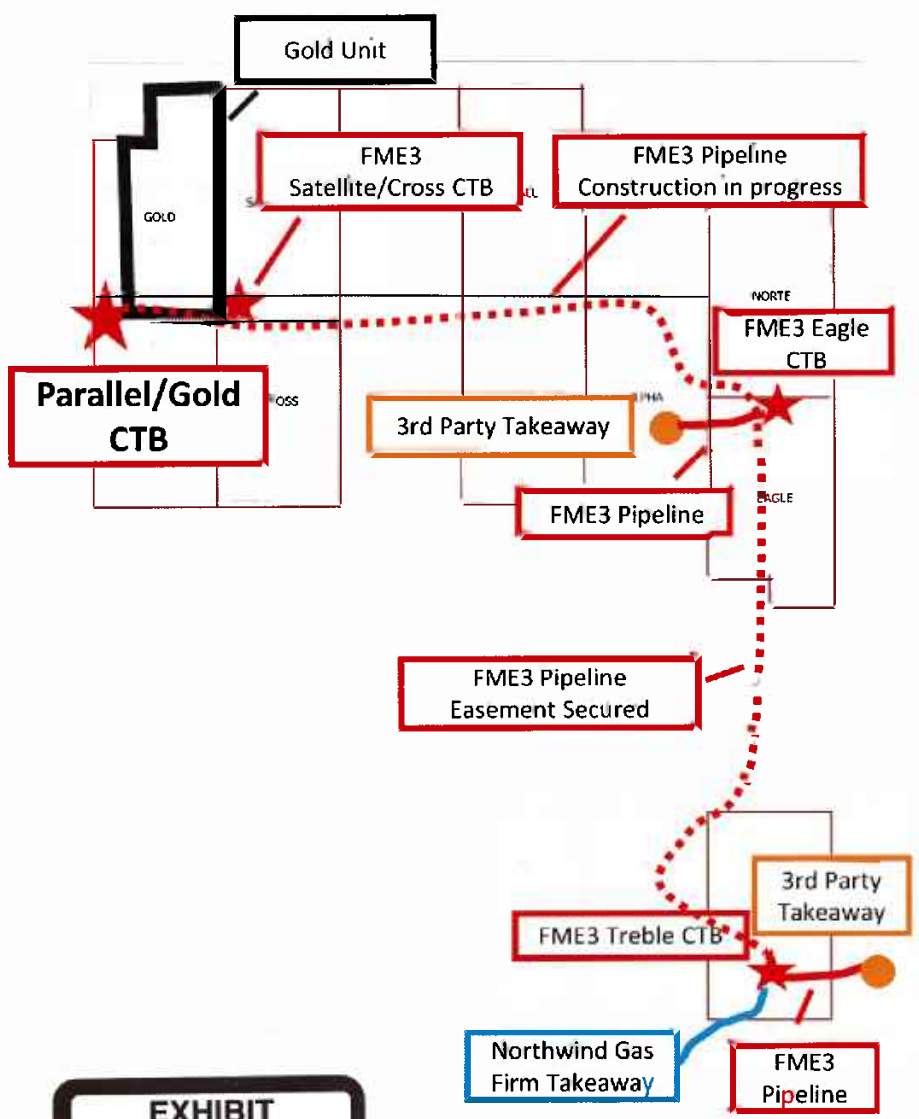 Gold Unit
FME3
Satellite/Cross CTB
FME3 Pipeline
Construction in progress
GOLD
NORTE
FME3 Eagle
CTB
Parallel/Gold
CTB
3rd Party Takeaway
FME3 Pipeline
EAGLE
FME3 Pipeline
Easement Secured
3rd Party
Takeaway
FME3 Treble CTB
Northwind Gas
Firm Takeaway
FME3
Pipeline
EXHIBIT